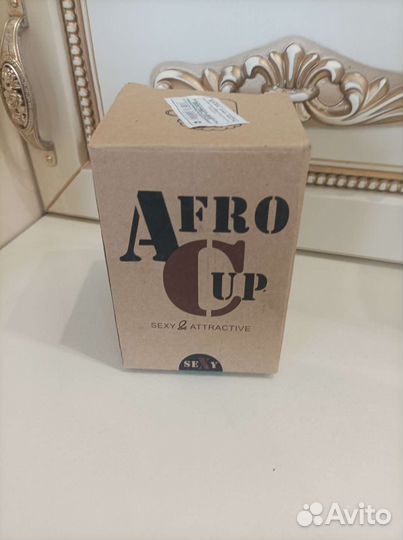 AFRO
CUP
SEXY & ATTRACTIVE
SEXY
Avito